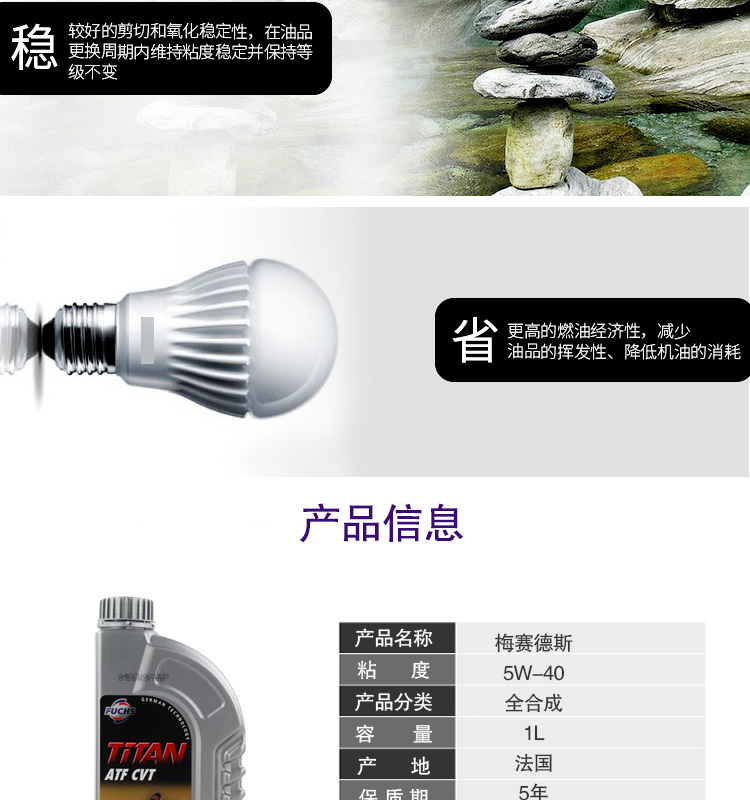 稳
较好的剪切和氧化稳定性，在油品
更换周期内维持粘度稳定并保持等
级不变
省
更高的燃油经济性，减少
油品的挥发性、降低机油的消耗
产品信息
产品名称 梅赛德斯
粘 度 5W–40
产品分类 全合成
容 量 1L
产 地 法国
保 质 期 5年
FUCHS
GERMAN TECHNOLOGY
TITAN
ATF CVT